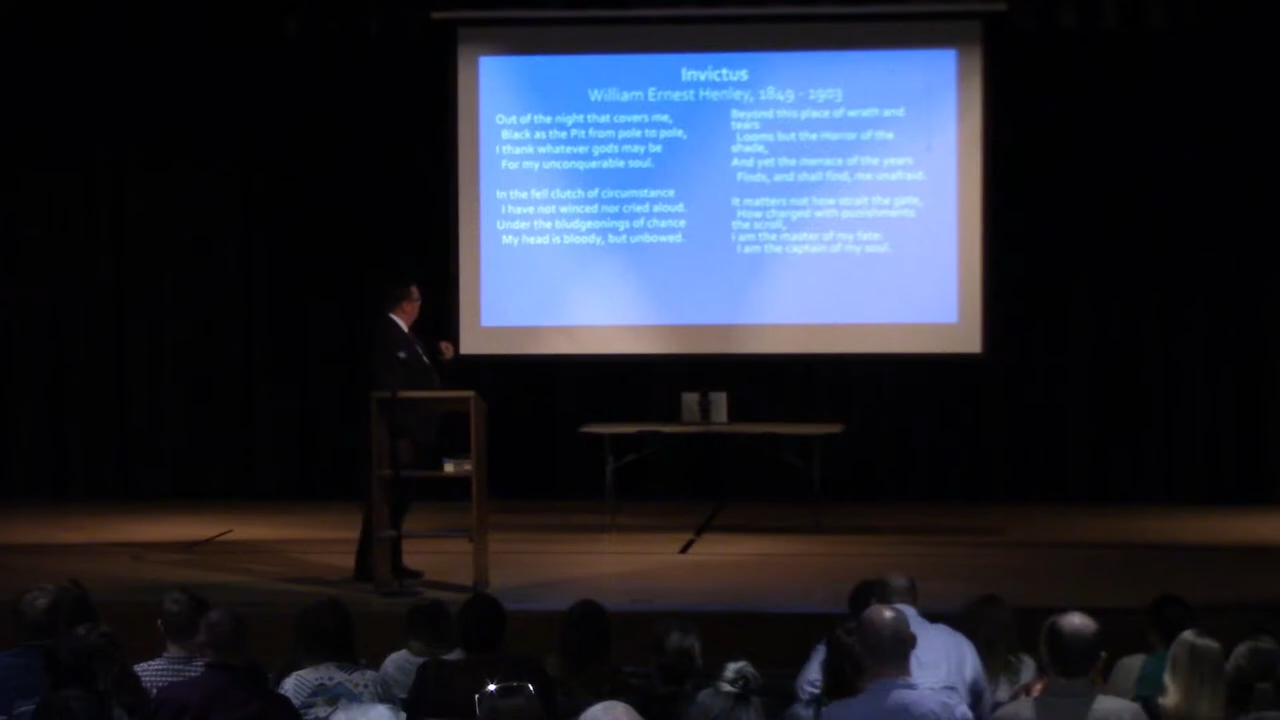 Invictus
William Ernest Henley, 1849 - 1903
Out of the night that covers me,
Black as the Pit from pole to pole,
I thank whatever gods may be
For my unconquerable soul.
In the fell clutch of circumstance
I have not winced nor cried aloud.
Under the bludgeonings of chance
My head is bloody, but unbowed.
Beyond this place of wrath and
tears
Looms but the Horror of the
shade,
And yet the menace of the years
Finds, and shall find, me unafraid.
It matters not how strait the gate,
How charged with punishments
the scroll,
I am the master of my fate:
I am the captain of my soul.